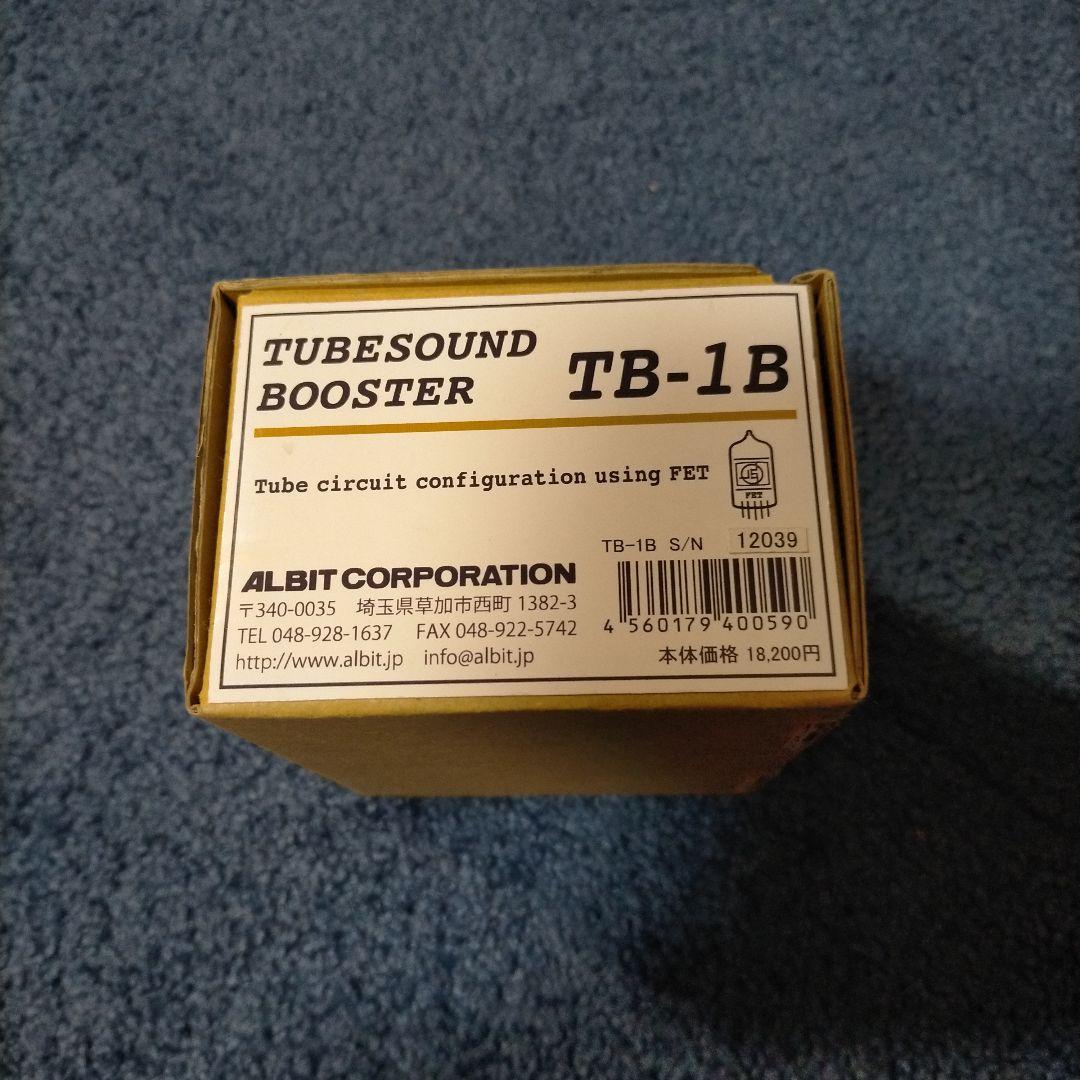 TUBESOUND
BOOSTER
TB-1B
Tube circuit configuration using FET
FET
TB-1B S/N 12039
ALBIT CORPORATION
〒340-0035 埼玉県草加市西町 1382-3
TEL 048-928-1637 FAX 048-922-5742
http://www.albit.jp info@albit.jp
4 560179 400590
本体価格 18,200円